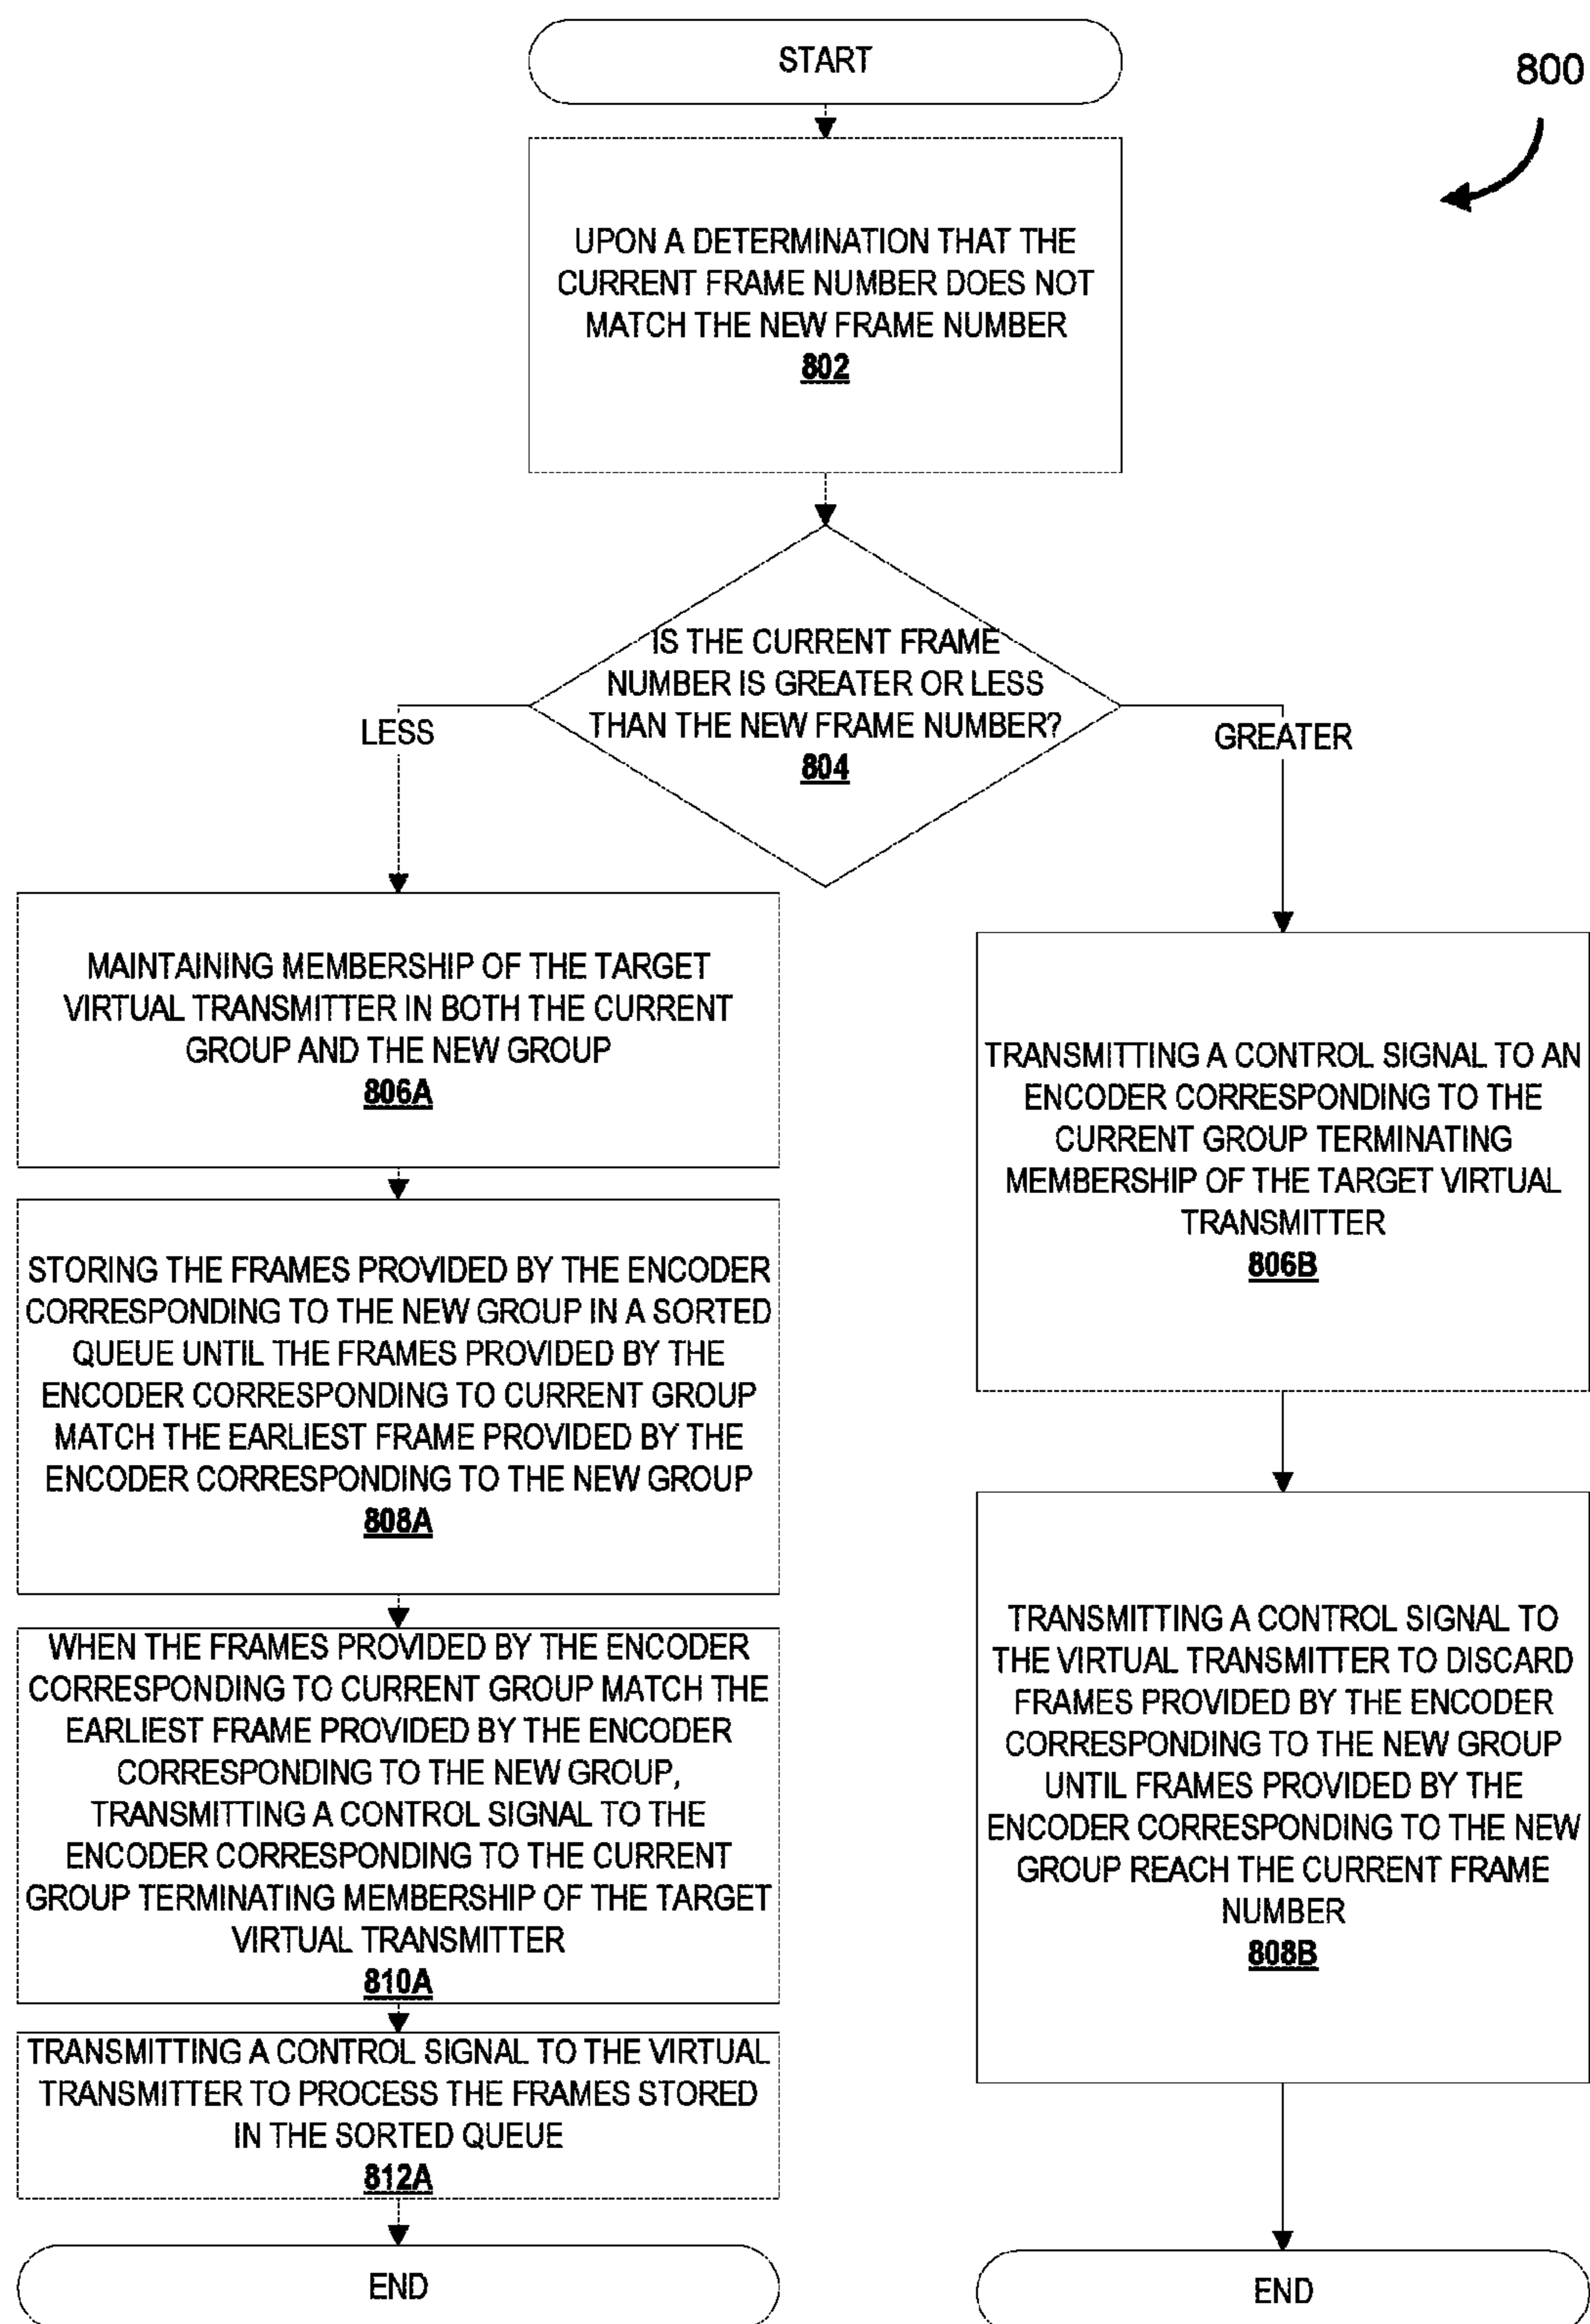 START
800
UPON A DETERMINATION THAT THE
CURRENT FRAME NUMBER DOES NOT
MATCH THE NEW FRAME NUMBER
802
IS THE CURRENT FRAME
NUMBER IS GREATER OR LESS
THAN THE NEW FRAME NUMBER?
804
LESS
GREATER
MAINTAINING MEMBERSHIP OF THE TARGET
VIRTUAL TRANSMITTER IN BOTH THE CURRENT
GROUP AND THE NEW GROUP
806A
STORING THE FRAMES PROVIDED BY THE ENCODER
CORRESPONDING TO THE NEW GROUP IN A SORTED
QUEUE UNTIL THE FRAMES PROVIDED BY THE
ENCODER CORRESPONDING TO CURRENT GROUP
MATCH THE EARLIEST FRAME PROVIDED BY THE
ENCODER CORRESPONDING TO THE NEW GROUP
808A
WHEN THE FRAMES PROVIDED BY THE ENCODER
CORRESPONDING TO CURRENT GROUP MATCH THE
EARLIEST FRAME PROVIDED BY THE ENCODER
CORRESPONDING TO THE NEW GROUP,
TRANSMITTING A CONTROL SIGNAL TO THE
ENCODER CORRESPONDING TO THE CURRENT
GROUP TERMINATING MEMBERSHIP OF THE TARGET
VIRTUAL TRANSMITTER
810A
TRANSMITTING A CONTROL SIGNAL TO THE VIRTUAL
TRANSMITTER TO PROCESS THE FRAMES STORED
IN THE SORTED QUEUE
812A
END
TRANSMITTING A CONTROL SIGNAL TO AN
ENCODER CORRESPONDING TO THE
CURRENT GROUP TERMINATING
MEMBERSHIP OF THE TARGET VIRTUAL
TRANSMITTER
806B
TRANSMITTING A CONTROL SIGNAL TO
THE VIRTUAL TRANSMITTER TO DISCARD
FRAMES PROVIDED BY THE ENCODER
CORRESPONDING TO THE NEW GROUP
UNTIL FRAMES PROVIDED BY THE
ENCODER CORRESPONDING TO THE NEW
GROUP REACH THE CURRENT FRAME
NUMBER
808B
END